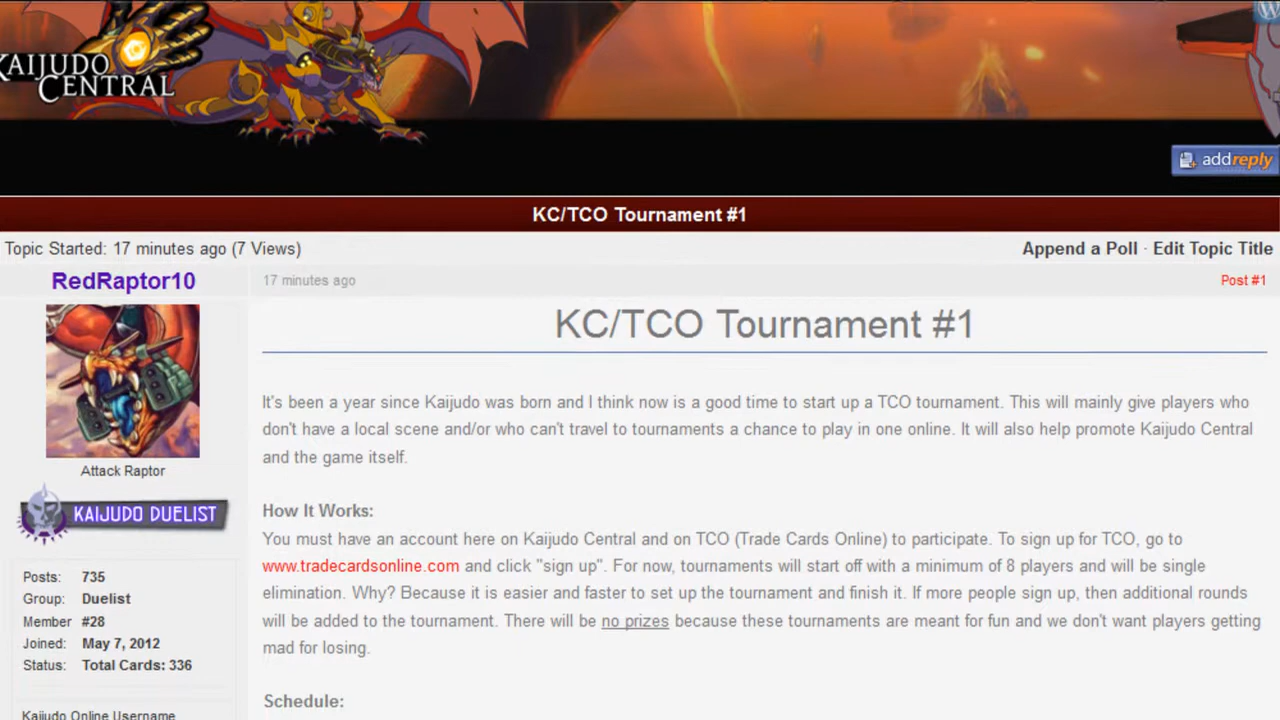 KAIJUDO
CENTRAL
addreply
KC/TCO Tournament #1
Topic Started: 17 minutes ago (7 Views)
Append a Poll · Edit Topic Title
RedRaptor10
17 minutes ago
Post #1
Attack Raptor
KAIJUDO DUELIST
Posts: 735
Group: Duelist
Member #28
Joined: May 7, 2012
Status: Total Cards: 336
Kaijudo Online Username
KC/TCO Tournament #1
It's been a year since Kaijudo was born and I think now is a good time to start up a TCO tournament. This will mainly give players who
don't have a local scene and/or who can't travel to tournaments a chance to play in one online. It will also help promote Kaijudo Central
and the game itself.
How It Works:
You must have an account here on Kaijudo Central and on TCO (Trade Cards Online) to participate. To sign up for TCO, go to
www.tradecardsonline.com and click "sign up". For now, tournaments will start off with a minimum of 8 players and will be single
elimination. Why? Because it is easier and faster to set up the tournament and finish it. If more people sign up, then additional rounds
will be added to the tournament. There will be no prizes because these tournaments are meant for fun and we don't want players getting
mad for losing.
Schedule: